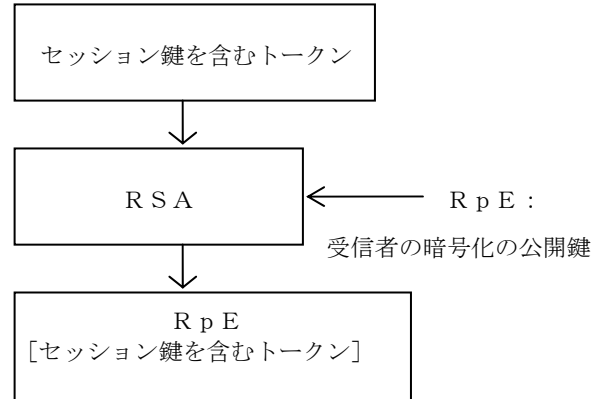 セッション鍵を含むトークン
ＲＳＡ
ＲｐＥ：
受信者の暗号化の公開鍵
ＲｐＥ
［セッション鍵を含むトークン］